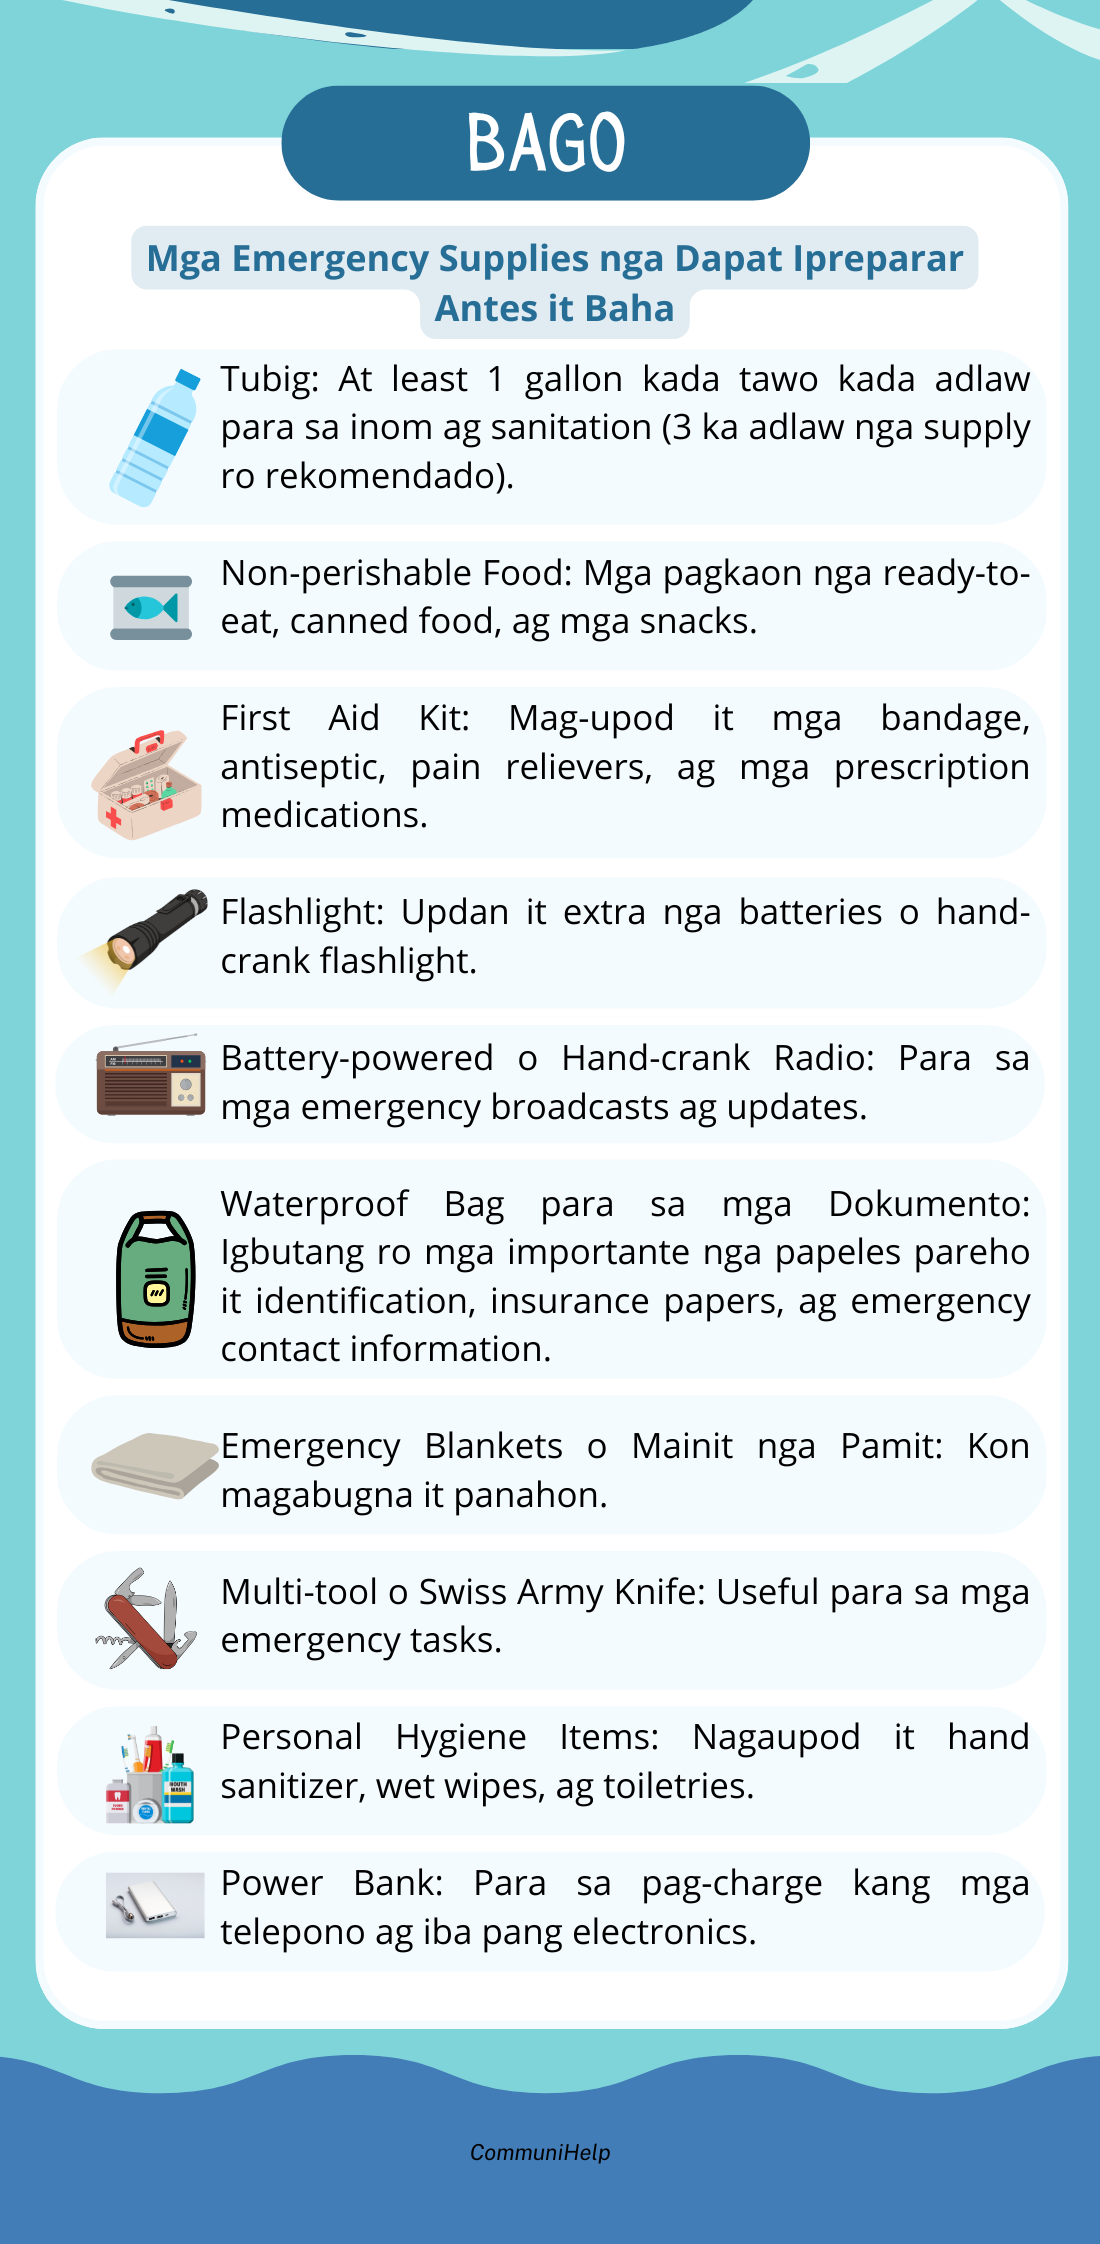 BAGO
Mga Emergency Supplies nga Dapat Ipreparar
Antes it Baha
Tubig: At least 1 gallon kada tawo kada adlaw
para sa inom ag sanitation (3 ka adlaw nga supply
ro rekomendado).
Non-perishable Food: Mga pagkaon nga ready-to-
eat, canned food, ag mga snacks.
First Aid Kit: Mag-upod it mga bandage,
antiseptic, pain relievers, ag mga prescription
medications.
Flashlight: Updan it extra nga batteries o hand-
crank flashlight.
Battery-powered o Hand-crank Radio: Para sa
mga emergency broadcasts ag updates.
Waterproof Bag para sa mga Dokumento:
Igbutang ro mga importante nga papeles pareho
it identification, insurance papers, ag emergency
contact information.
Emergency Blankets o Mainit nga Pamit: Kon
magabugna it panahon.
Multi-tool o Swiss Army Knife: Useful para sa mga
emergency tasks.
Personal Hygiene Items: Nagaupod it hand
sanitizer, wet wipes, ag toiletries.
MOUTH
WASH
Power Bank: Para sa pag-charge kang mga
telepono ag iba pang electronics.
CommuniHelp